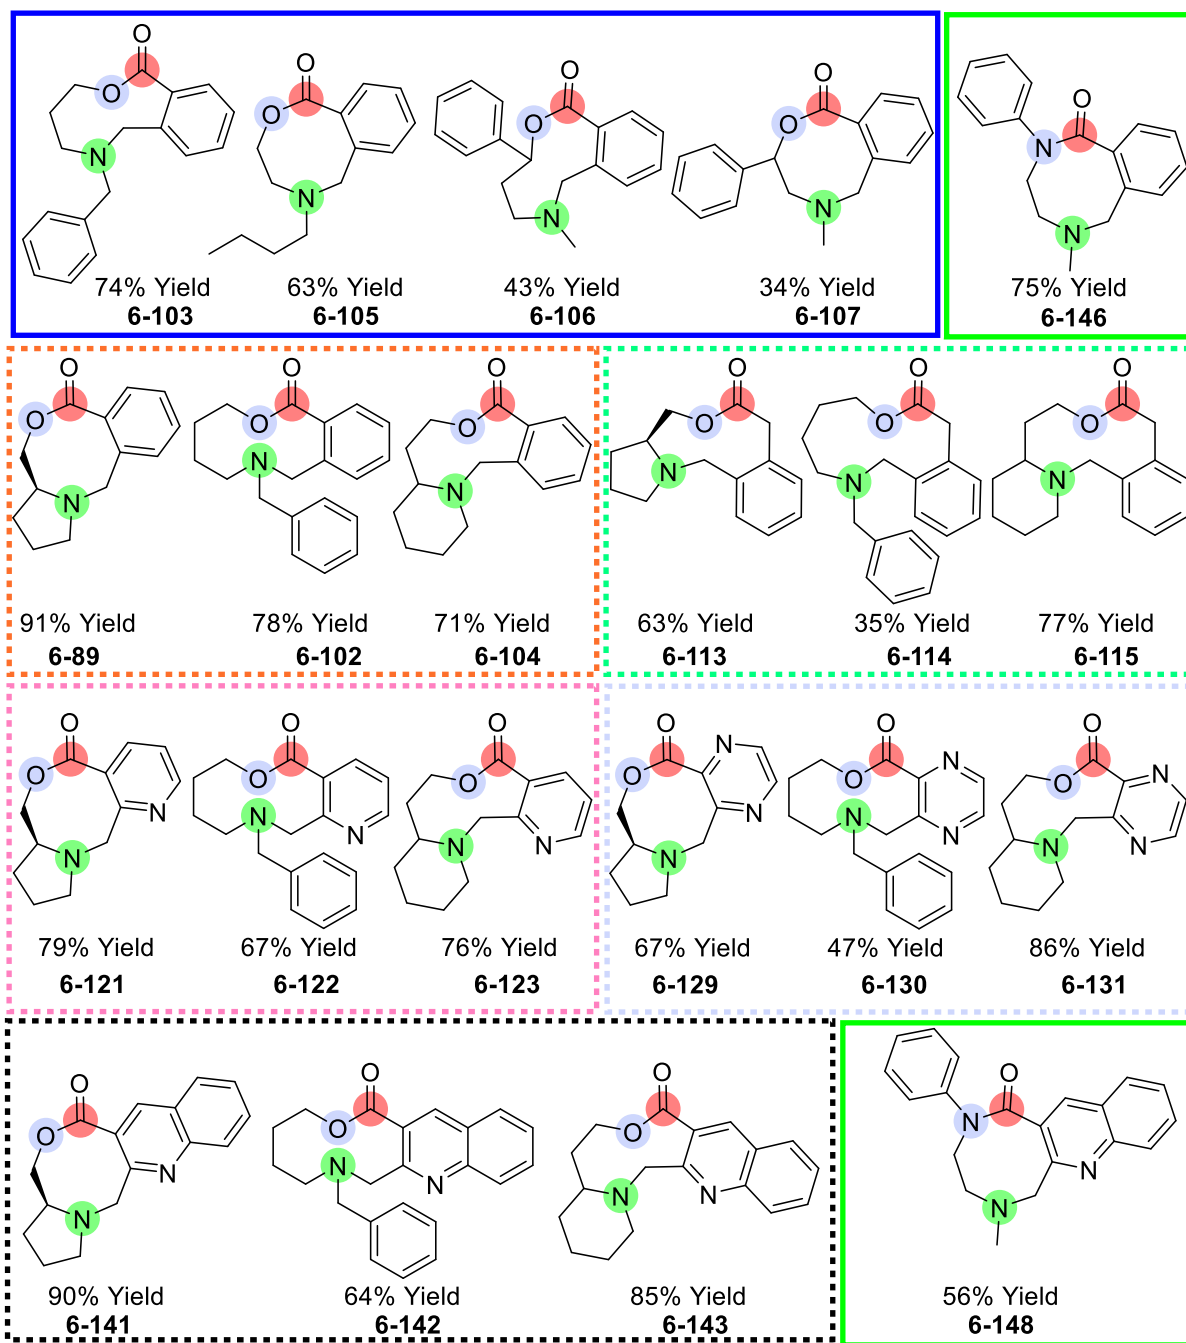 O O O O O
O O O O N
N N N N N
74% Yield 63% Yield 43% Yield 34% Yield 75% Yield
6-103 6-105 6-106 6-107 6-146
O O O O O O
O O O O O O
N N N N N N
91% Yield 78% Yield 71% Yield 63% Yield 35% Yield 77% Yield
6-89 6-102 6-104 6-113 6-114 6-115
O O O O O O
O O O N O N O N
N N N N N N N N N N N
79% Yield 67% Yield 76% Yield 67% Yield 47% Yield 86% Yield
6-121 6-122 6-123 6-129 6-130 6-131
O O O O
O O O N
N N N N N N N N
90% Yield 64% Yield 85% Yield 56% Yield
6-141 6-142 6-143 6-148